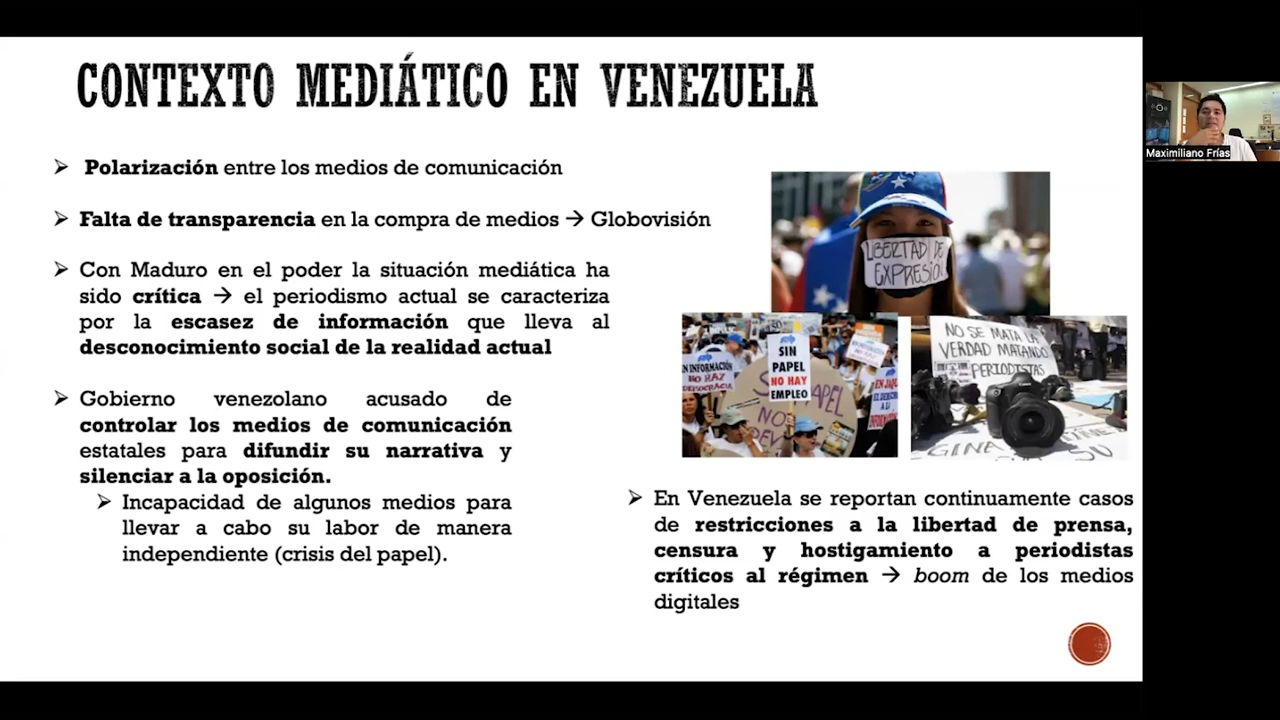 CONTEXTO MEDIÁTICO EN VENEZUELA
Polarización entre los medios de comunicación
Falta de transparencia en la compra de medios → Globovisión
Con Maduro en el poder la situación mediática ha
sido crítica → el periodismo actual se caracteriza
por la escasez de información que lleva al
desconocimiento social de la realidad actual
Gobierno venezolano acusado de
controlar los medios de comunicación
estatales para difundir su narrativa y
silenciar a la oposición.
Incapacidad de algunos medios para
llevar a cabo su labor de manera
independiente (crisis del papel).
LIBERTAD DE
EXPRESIÓN
SIN
PAPEL
NO HAY
EMPLEO
NO HAY
NO SE MATA LA
VERDAD MATANDO
PERIODISTAS
En Venezuela se reportan continuamente casos
de restricciones a la libertad de prensa,
censura y hostigamiento a periodistas
críticos al régimen → boom de los medios
digitales
Maximiliano Frías